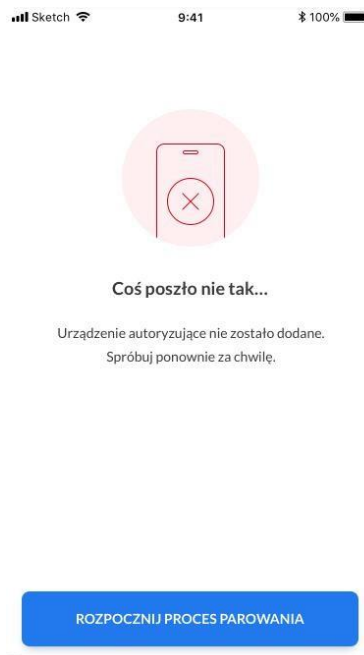 Sketch 9:41 100%
Coś poszło nie tak...
Urządzenie autoryzujące nie zostało dodane.
Spróbuj ponownie za chwilę.
ROZPOCZNIJ PROCES PAROWANIA